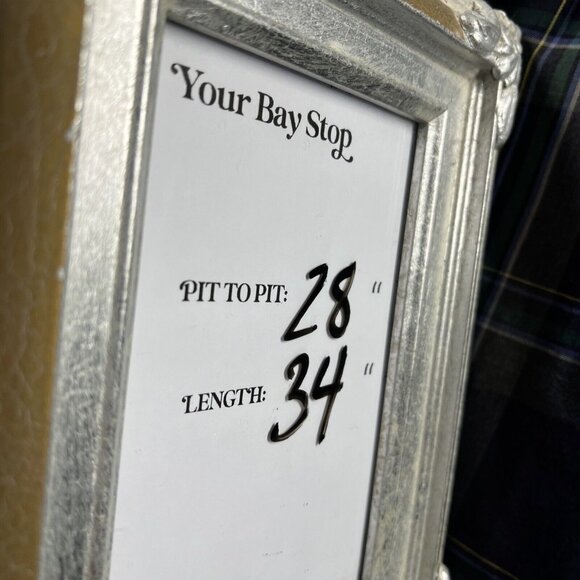 Your Bay Stop
PIT TO PIT: 28 "
LENGTH: 34 "